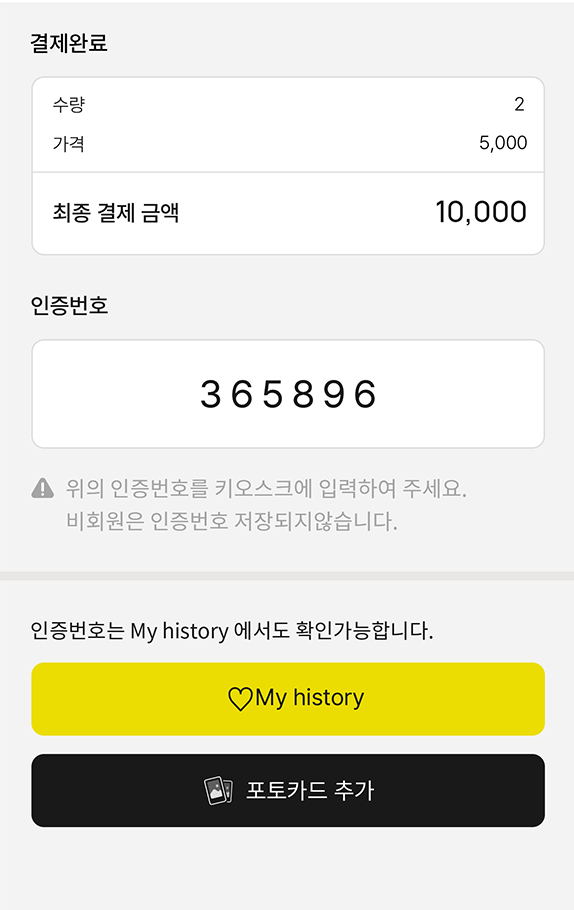 결제완료
수량 2
가격 5,000
최종 결제 금액 10,000
인증번호
365896
위의 인증번호를 키오스크에 입력하여 주세요.
비회원은 인증번호 저장되지않습니다.
인증번호는 My history 에서도 확인가능합니다.
My history
포토카드 추가